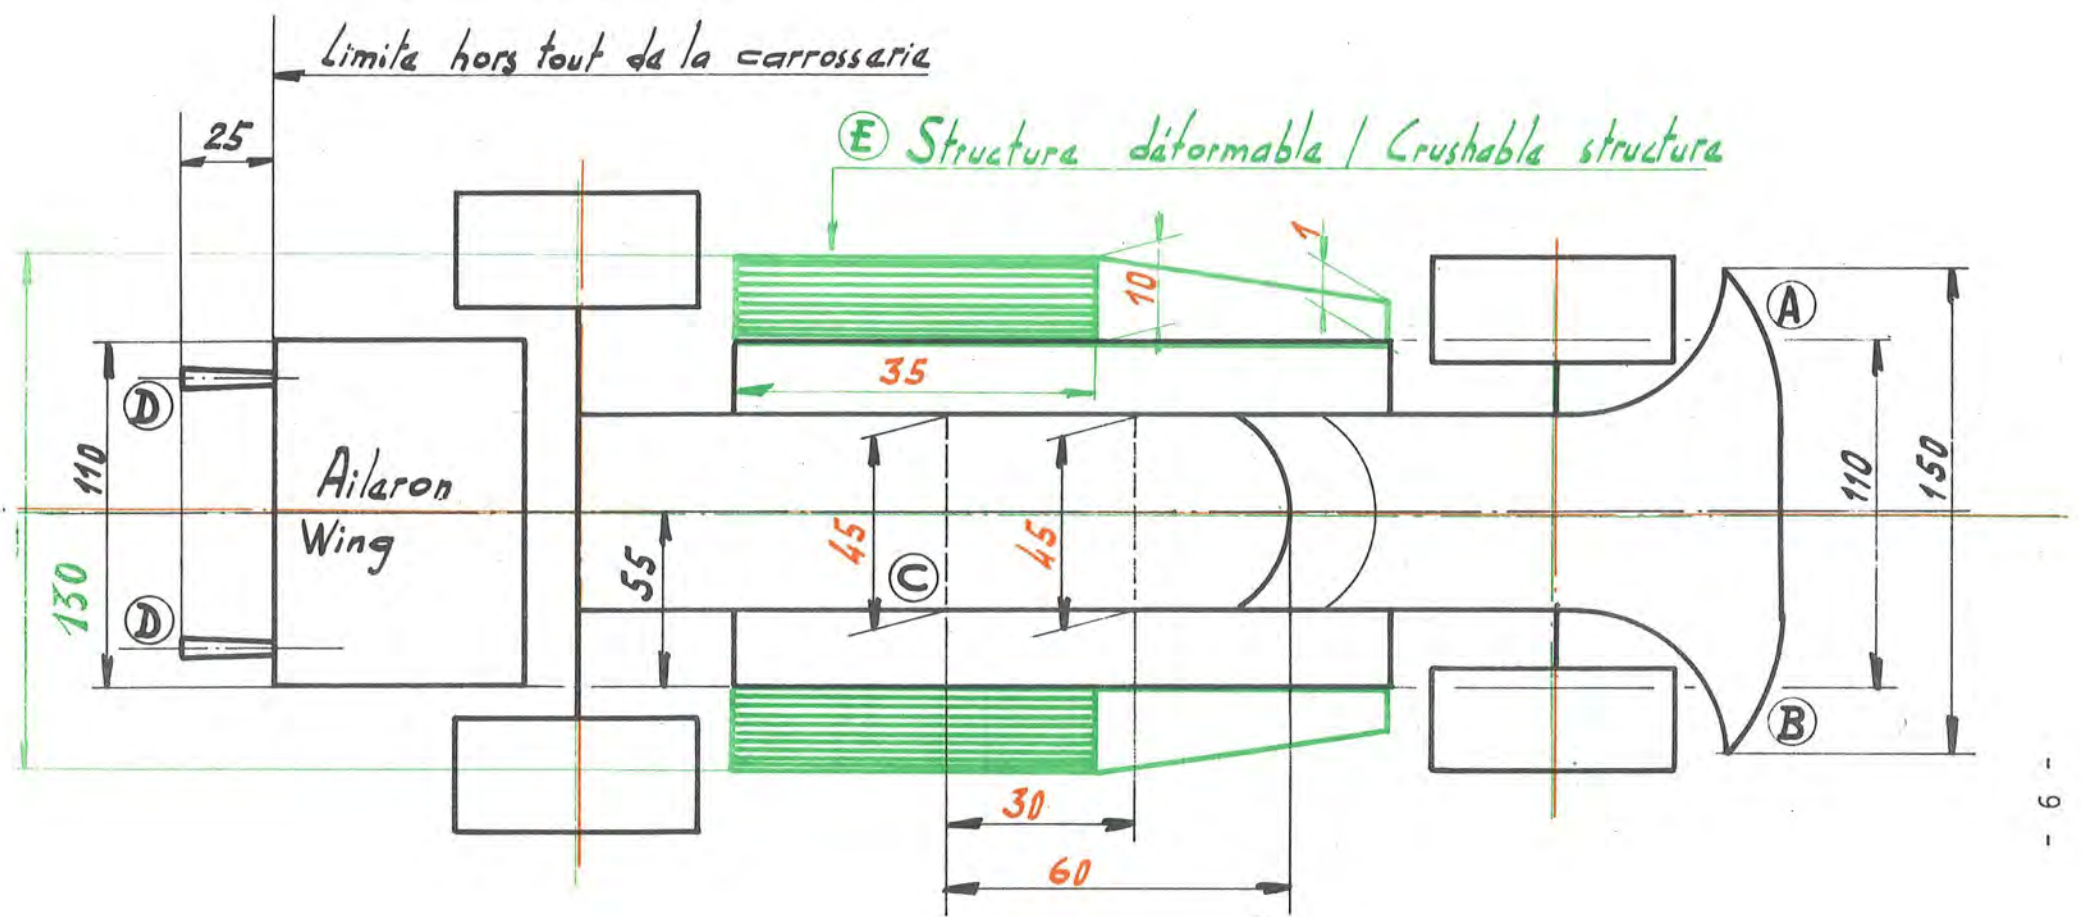 Limite hors tout de la carrosserie
25
E Structure déformable / Crushable structure
10
1
A
35
D
110
Aileron
Wing
45
45
110
150
55
C
130
D
B
30
60
- 6 -